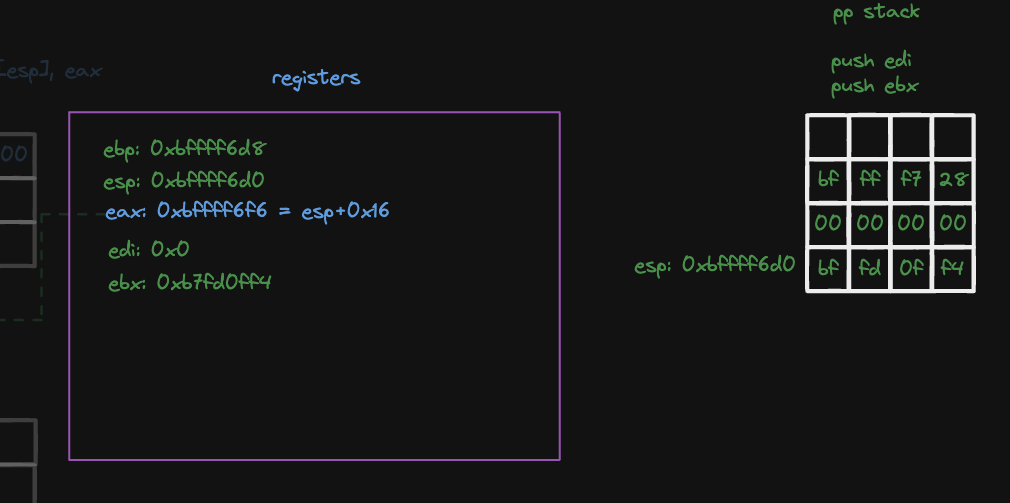 pp stack
[esp], eax
push edi
registers
push ebx
00
ebp: 0xbffff6d8
esp: 0xbffff6d0
eax: 0xbffff6f6 = esp+0x16
edi: 0x0
ebx: 0xb7fd0ff4
bf ff f7 28
00 00 00 00
esp: 0xbffff6d0
bf fd 0f f4